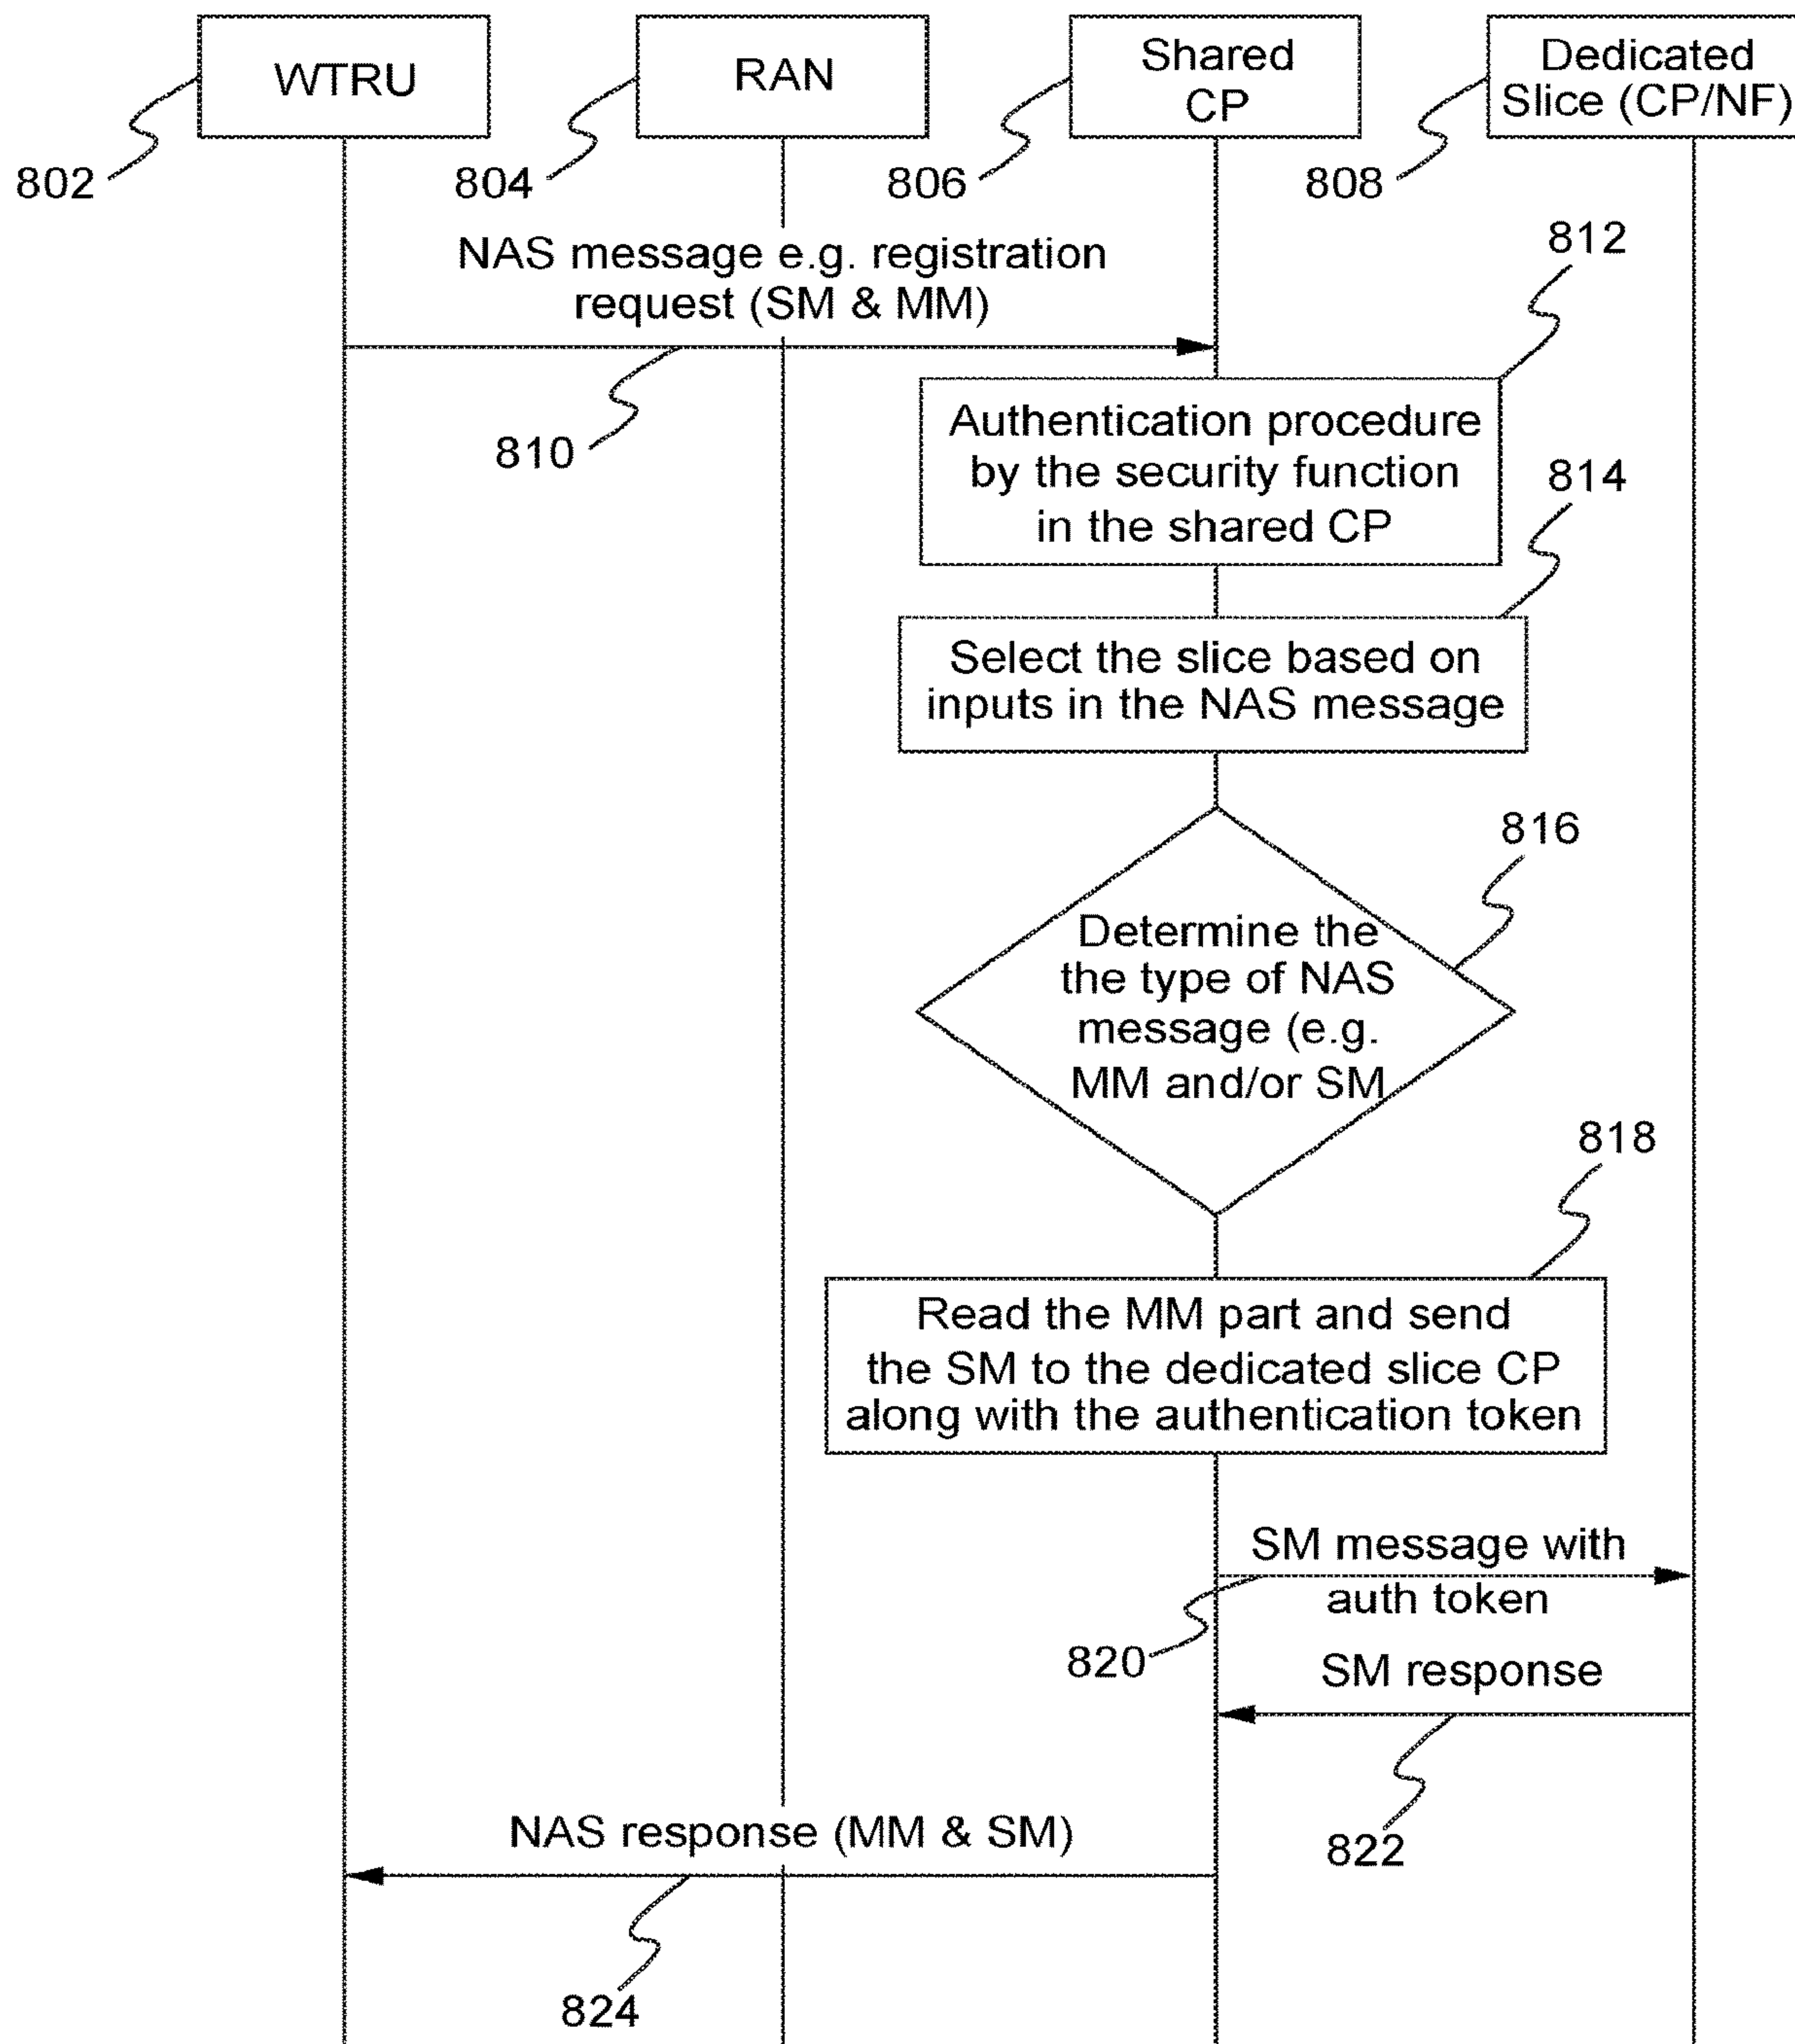 WTRU
RAN
Shared
CP
Dedicated
Slice (CP/NF)
802
804
806
808
NAS message e.g. registration
request (SM & MM)
810
812
Authentication procedure
by the security function
in the shared CP
814
Select the slice based on
inputs in the NAS message
816
Determine the
the type of NAS
message (e.g.
MM and/or SM
818
Read the MM part and send
the SM to the dedicated slice CP
along with the authentication token
SM message with
auth token
820
SM response
822
NAS response (MM & SM)
824